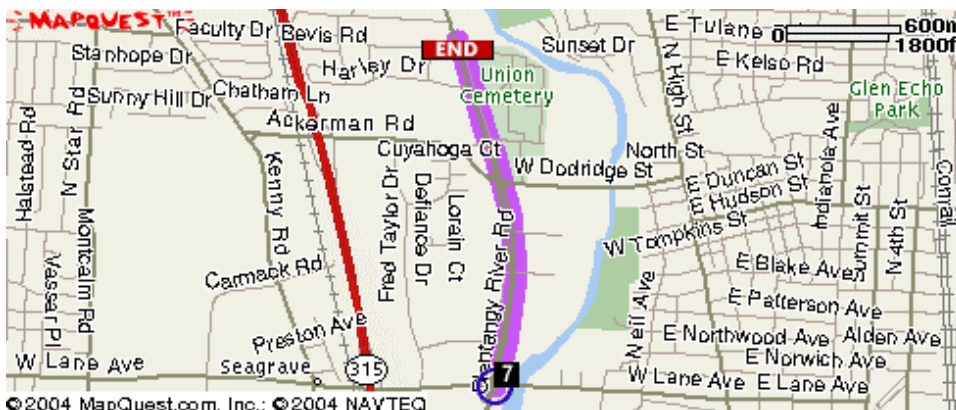 MAPQUEST
Faculty Dr
Bevis Rd
Stanhope Dr
Harley Dr
END
Sunset Dr
N High St
E Tulane
0
600m
1800f
E Kelso Rd
Union
Cemetery
Glen Echo
Park
Sunny Hill Dr
Chatham Ln
Halstead Rd
N Star Rd
Ackerman Rd
Cuyahoga Ct
North St
W Dodridge St
E Duncan St
E Hudson St
Indianola Ave
Kenny Rd
Fred Taylor Dr
Defiance Dr
Lorain Ct
Olentangy River Rd
W Tompkins St
Summit St
N 4th St
Conrail
Montcalm Rd
Vassar Pl
Carmack Rd
E Blake Ave
Neil Ave
E Patterson Ave
Preston Ave
E Northwood Ave
Alden Ave
E Norwich Ave
W Lane Ave
Seagrave
315
7
W Lane Ave
E Lane Ave
©2004 MapQuest.com, Inc.; ©2004 NAVTEQ